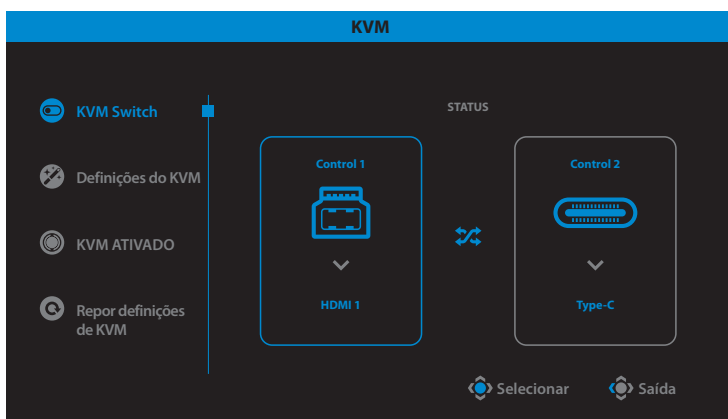 KVM
KVM Switch
Definições do KVM
KVM ATIVADO
Repor definições
de KVM
STATUS
Control 1
HDMI 1
Control 2
Type-C
Selecionar
Saída